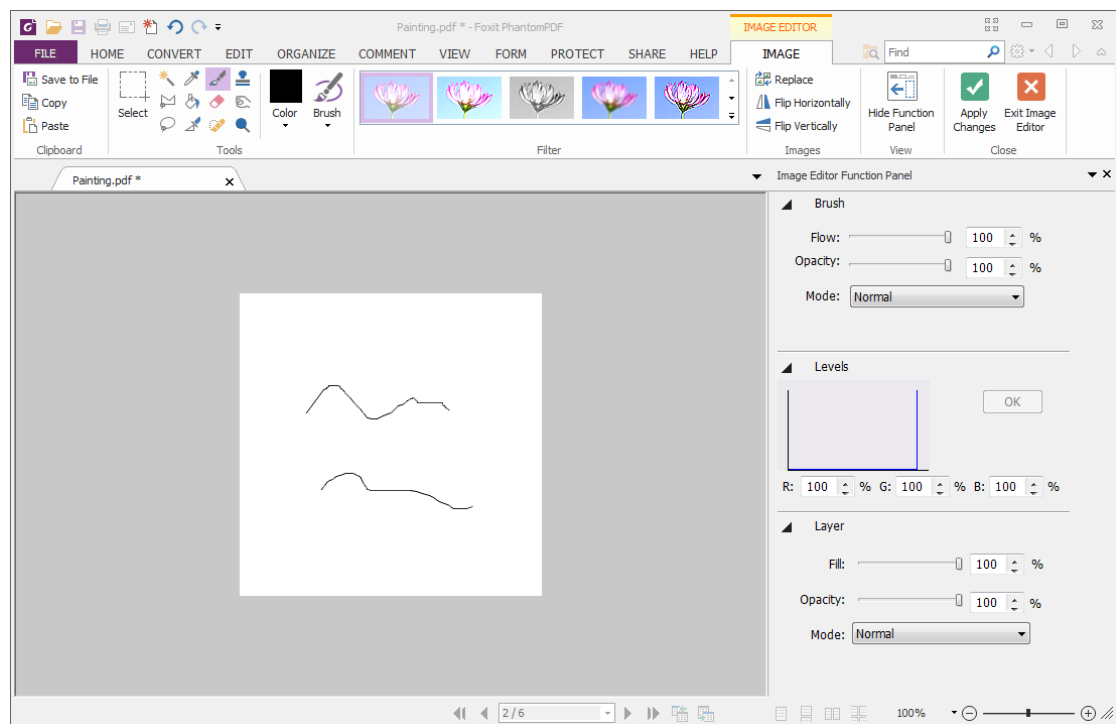 Painting.pdf * - Foxit PhantomPDF
IMAGE EDITOR
FILE HOME CONVERT EDIT ORGANIZE COMMENT VIEW FORM PROTECT SHARE HELP IMAGE Find
Save to File
Copy
Paste
Clipboard
Select
Tools
Color
Brush
Filter
Replace
Flip Horizontally
Flip Vertically
Images
Hide Function
Panel
View
Apply
Changes
Exit Image
Editor
Close
Painting.pdf *
x
Image Editor Function Panel
Brush
Flow: 100 %
Opacity: 100 %
Mode: Normal
Levels
OK
R: 100 % G: 100 % B: 100 %
Layer
Fill: 100 %
Opacity: 100 %
Mode: Normal
2 / 6
100%